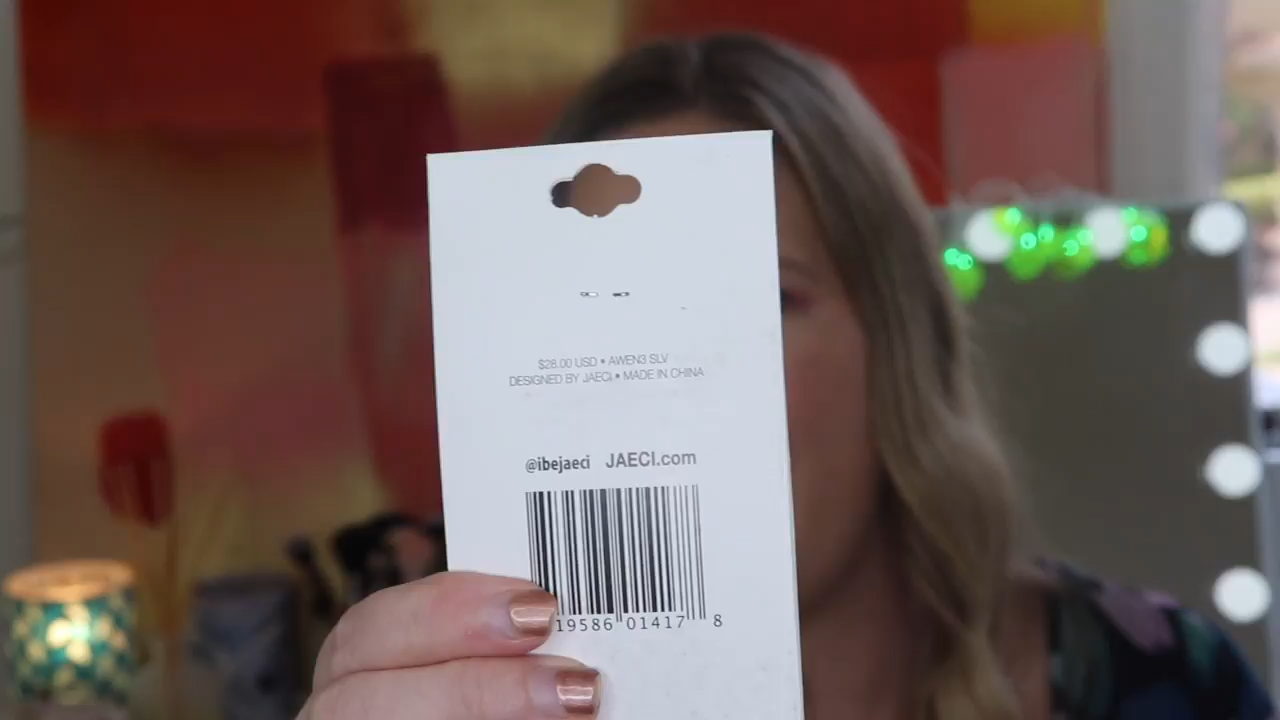 $28.00 USD • AWEN3 SLV
DESIGNED BY JAECI • MADE IN CHINA
@ibejaeci JAECI.com
19586 01417 8